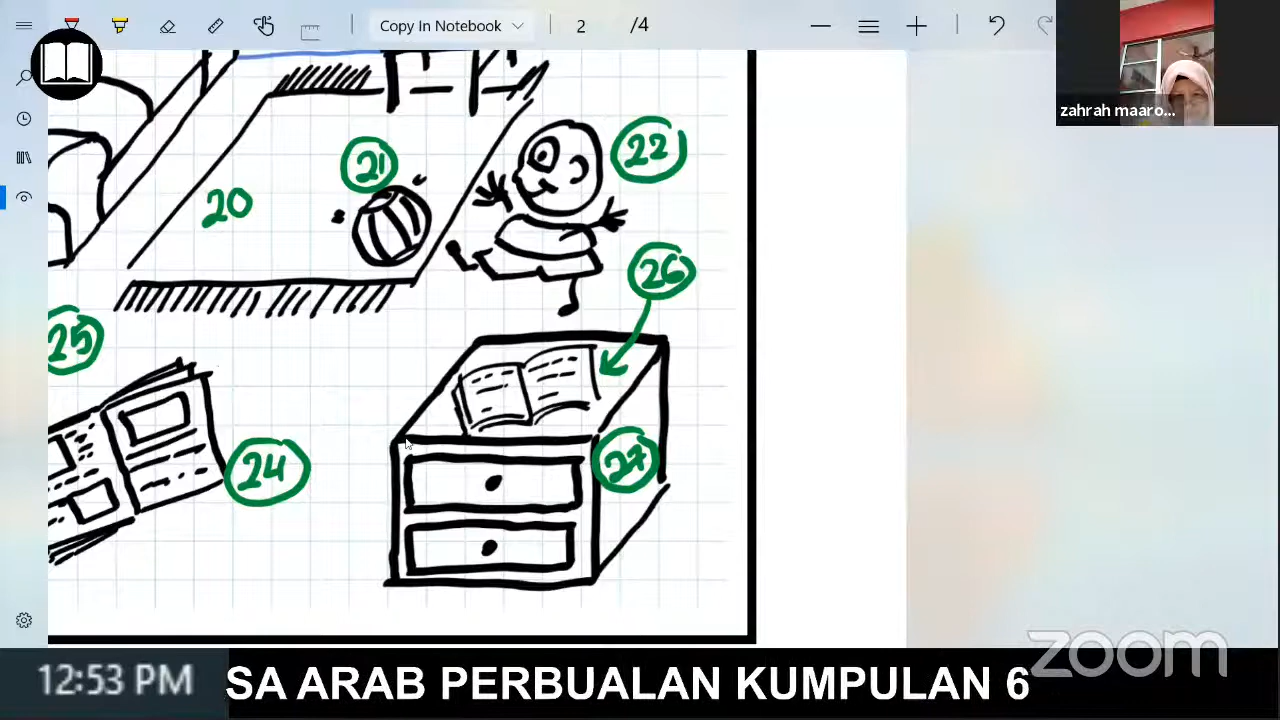 Copy In Notebook 2 /4
zahrah maaro...
22
21
20
26
25
27
24
zoom
12:53 PM SA ARAB PERBUALAN KUMPULAN 6